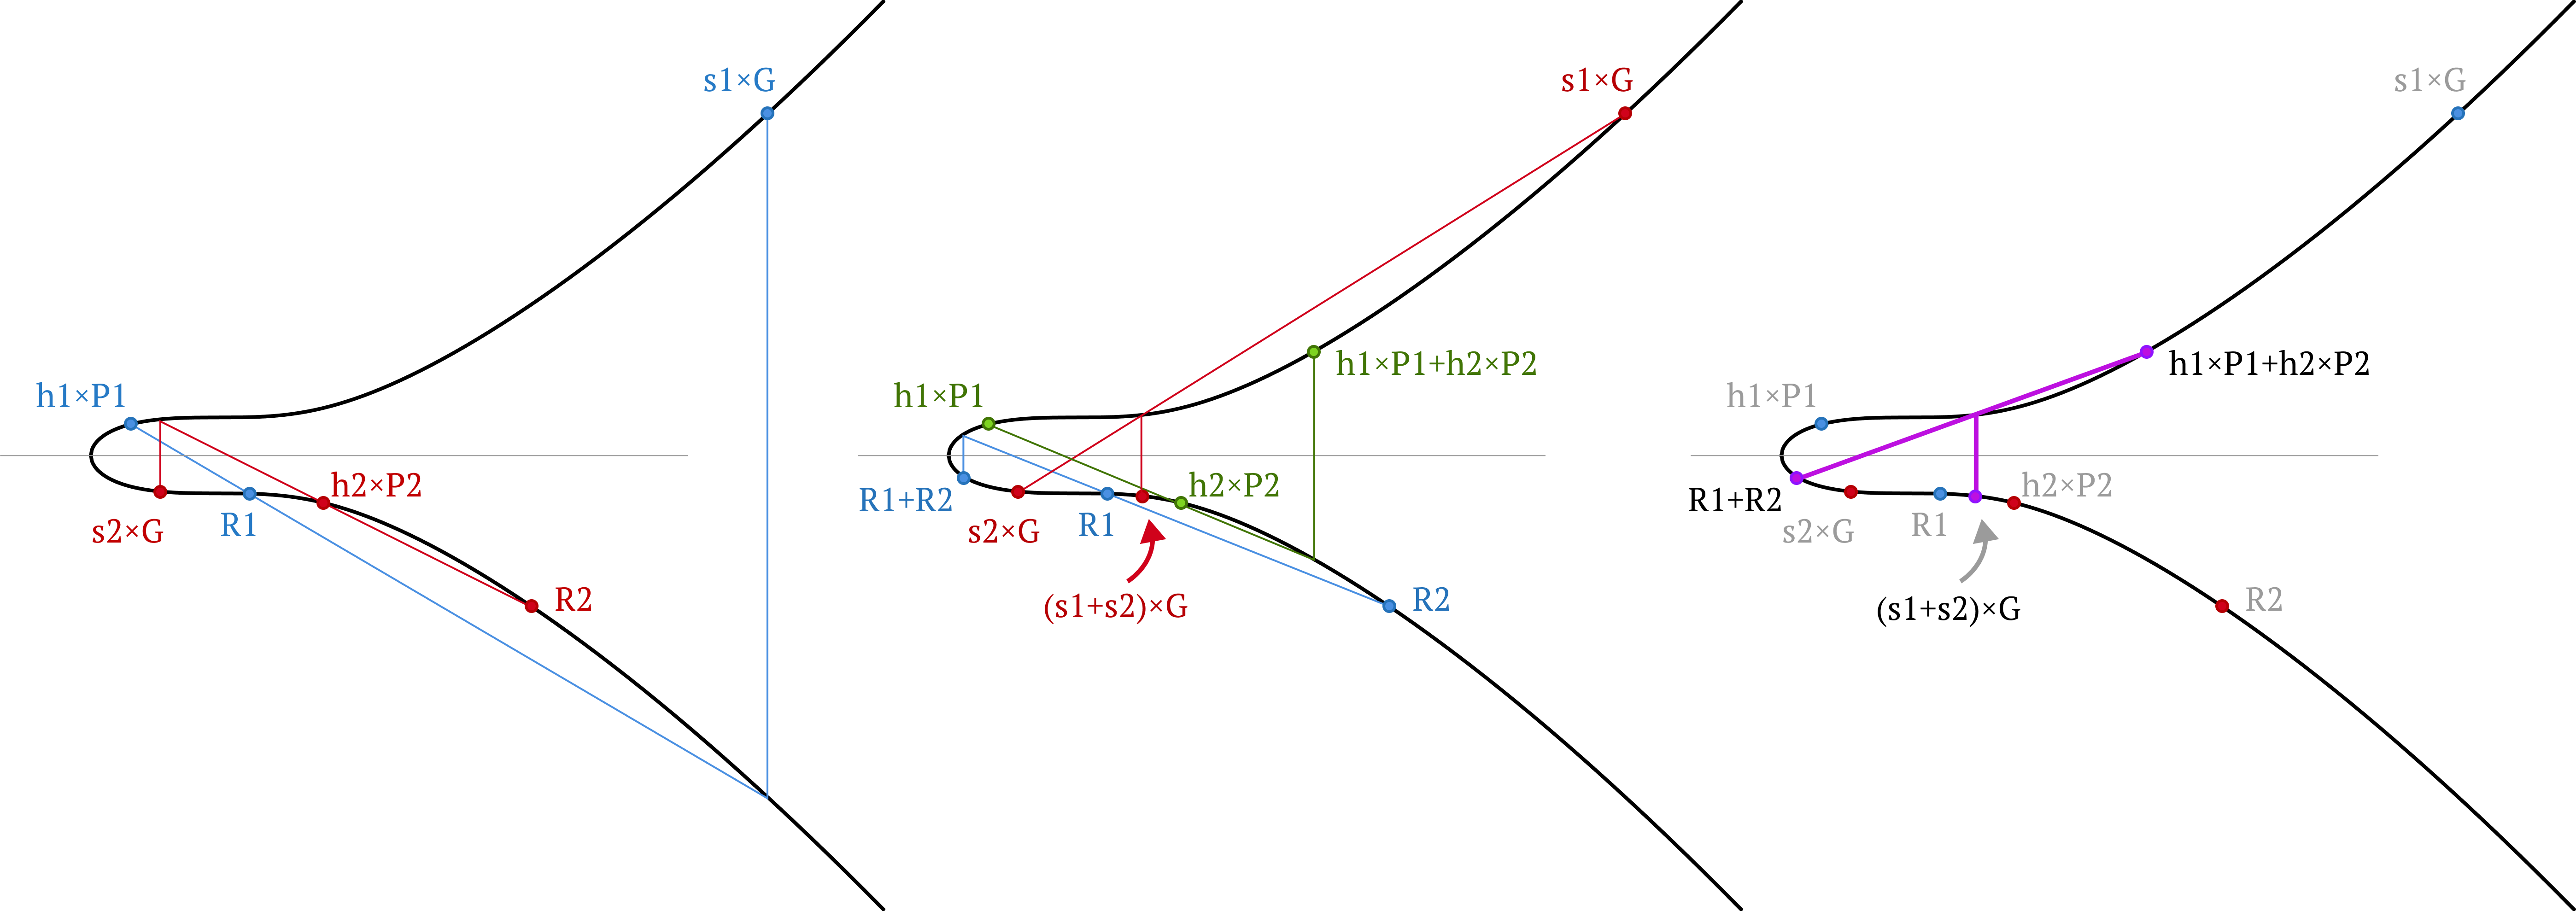 s1×G
h1×P1
h2×P2
s2×G
R1
R2
s1×G
h1×P1+h2×P2
h1×P1
R1+R2
h2×P2
s2×G
R1
(s1+s2)×G
R2
s1×G
h1×P1+h2×P2
h1×P1
R1+R2
h2×P2
s2×G
R1
(s1+s2)×G
R2